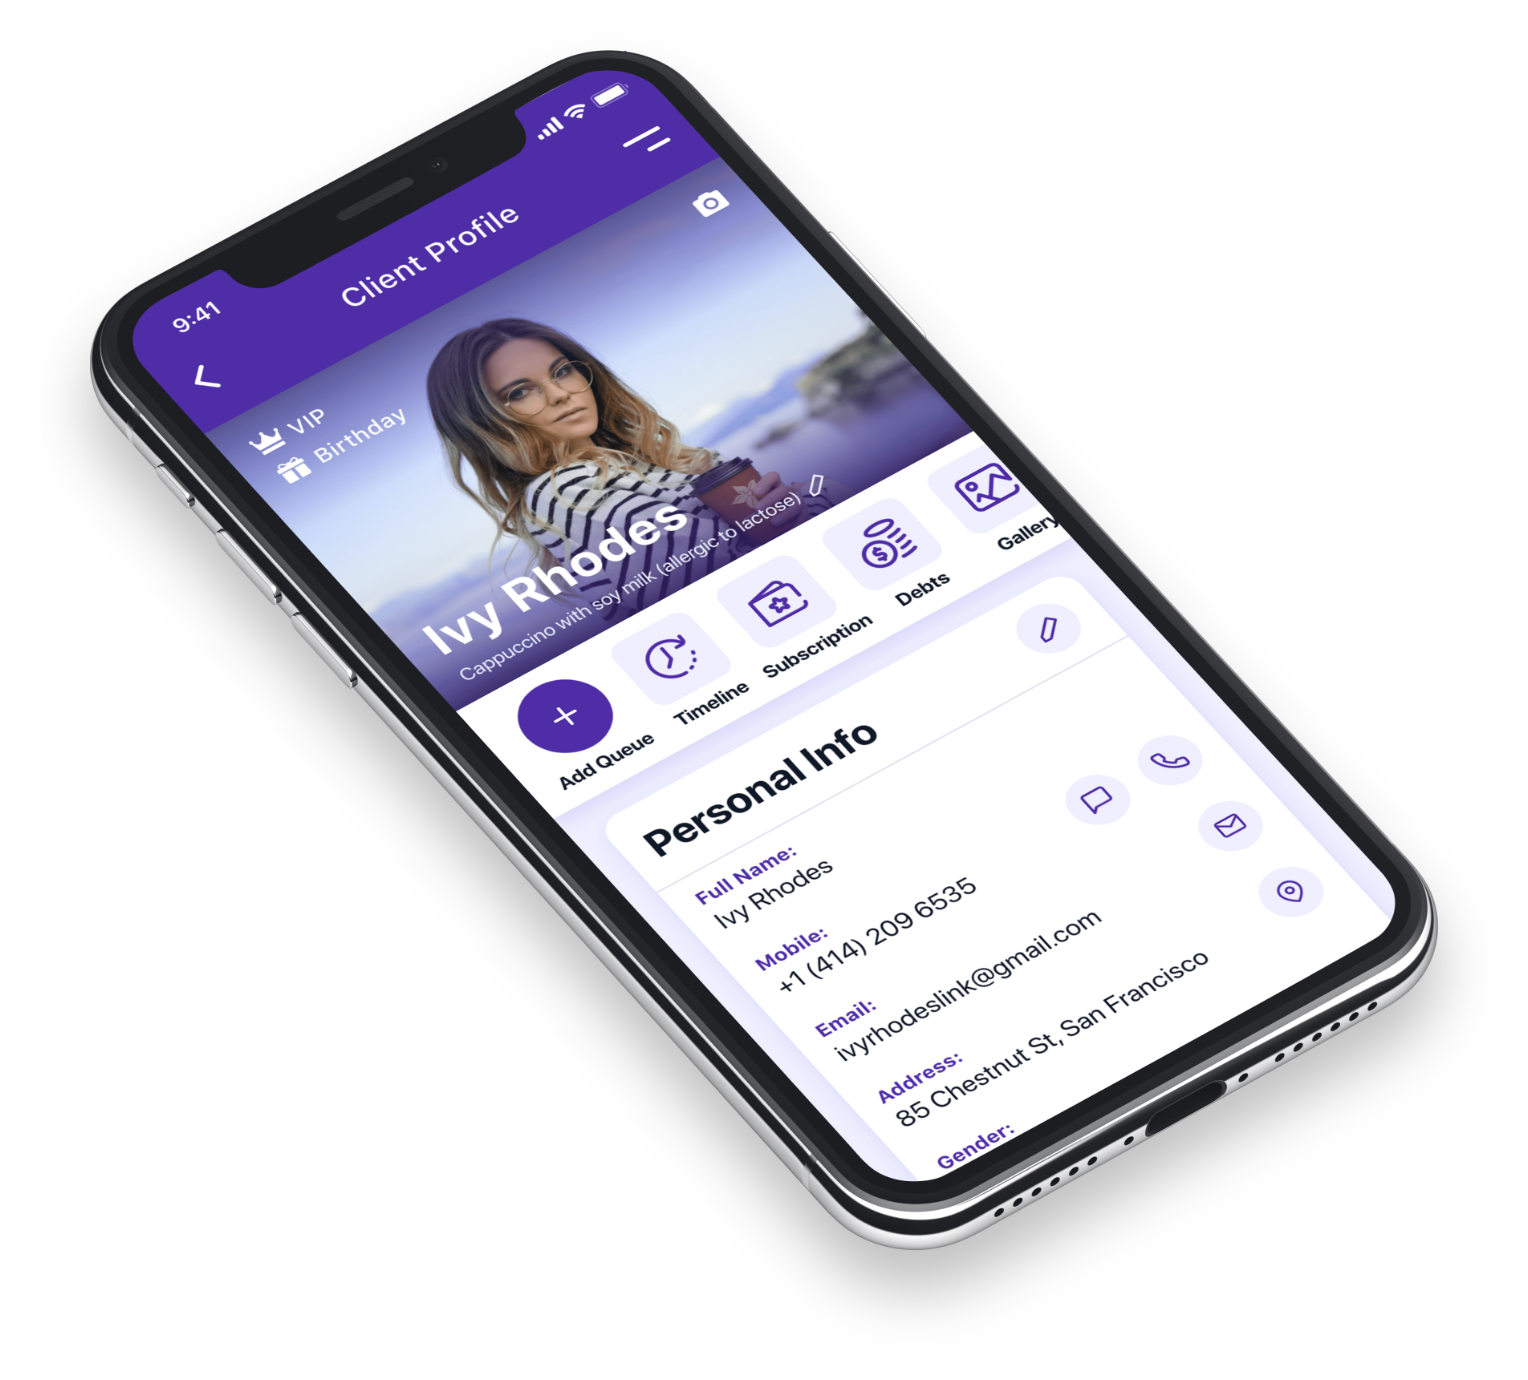 9:41
Client Profile
VIP
Birthday
Ivy Rhodes
Cappuccino with soy milk (allergic to lactose)
Add Queue
Timeline
Subscription
Debts
Gallery
Personal Info
Full Name:
Ivy Rhodes
Mobile:
+1 (414) 209 6535
Email:
ivyrhodeslink@gmail.com
Address:
85 Chestnut St, San Francisco
Gender: